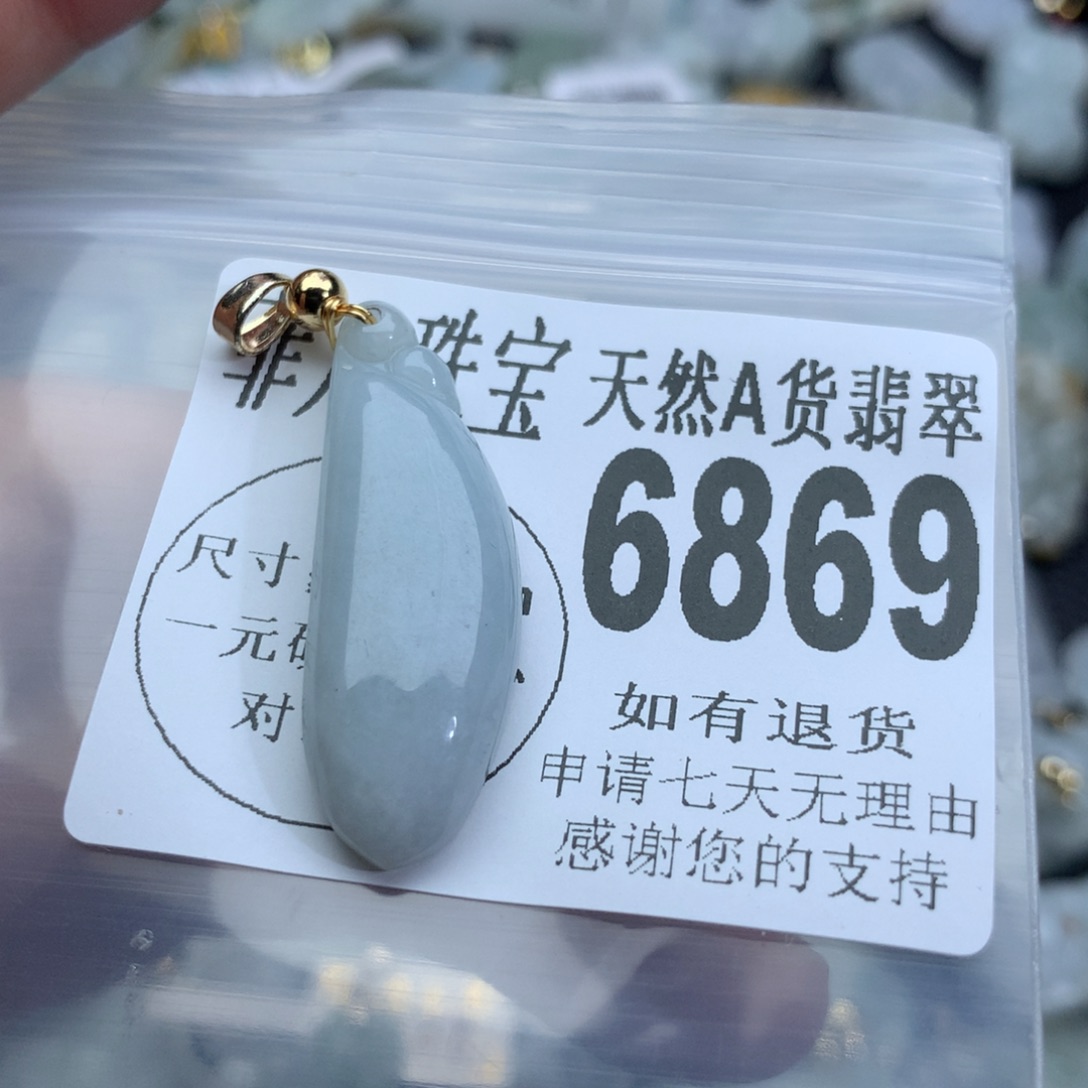 非 珠宝 天然A货翡翠
6869
尺寸
一元
对
如有退货
申请七天无理由
感谢您的支持